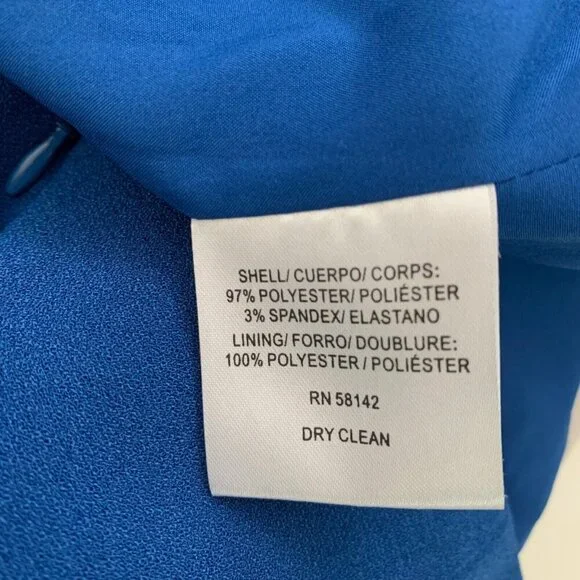 SHELL/ CUERPO/ CORPS:
97% POLYESTER/ POLIÉSTER
3% SPANDEX/ ELASTANO
LINING/ FORRO/ DOUBLURE:
100% POLYESTER / POLIÉSTER
RN 58142
DRY CLEAN